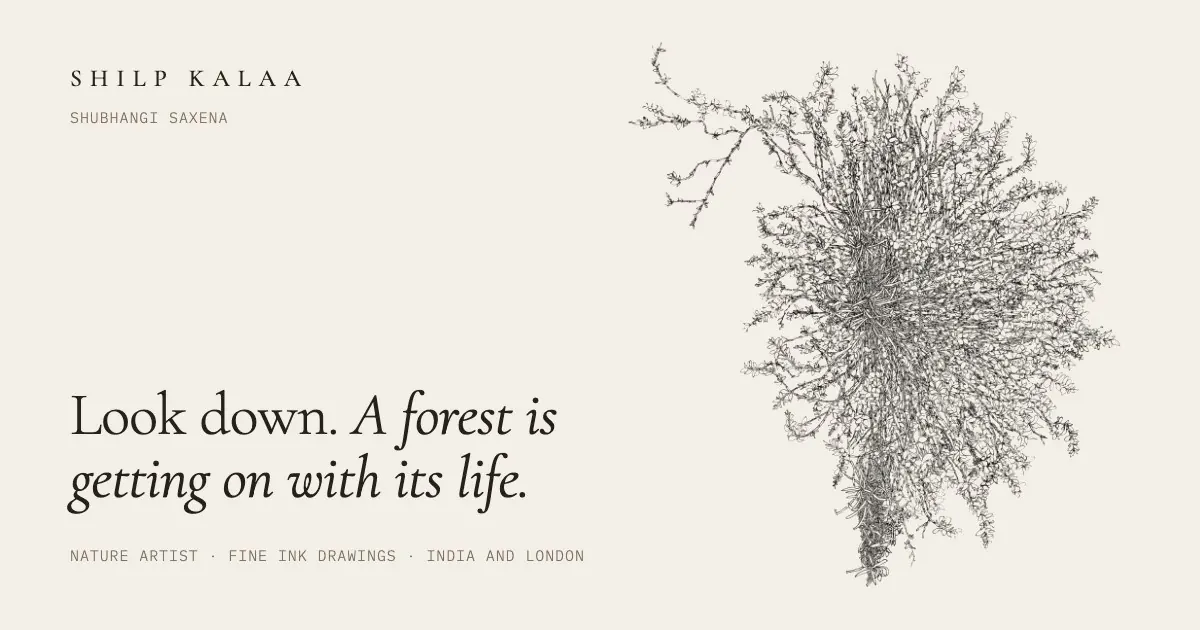 SHILP KALAA
SHUBHANGI SAXENA
Look down. A forest is
getting on with its life.
NATURE ARTIST · FINE INK DRAWINGS · INDIA AND LONDON